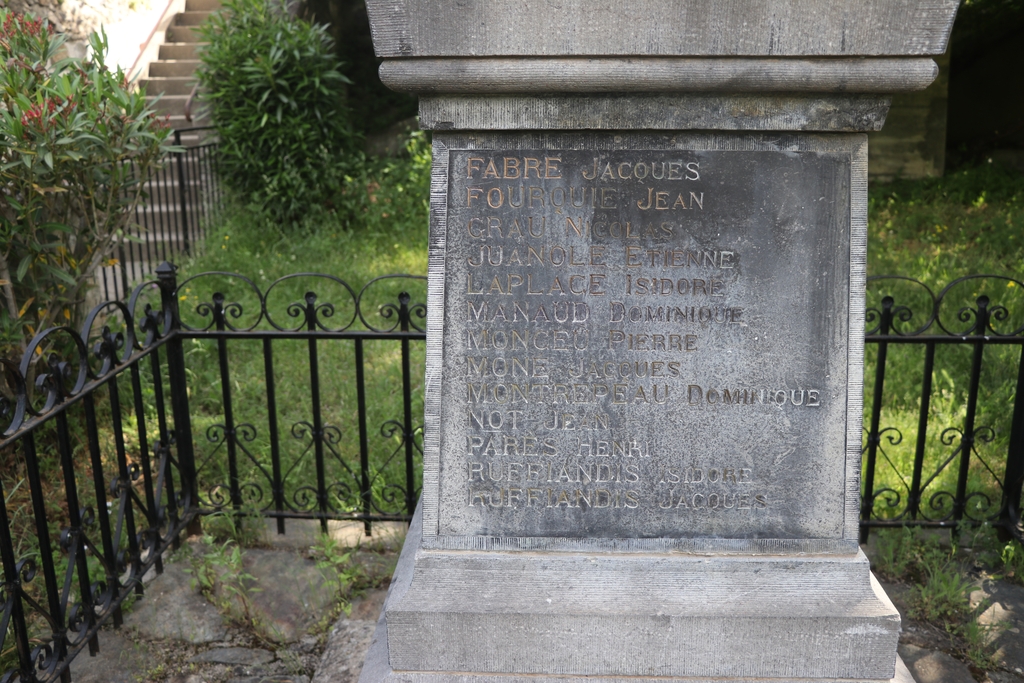 FABRE JACQUES
FOURQUIE JEAN
GRAU NICOLAS
JUANOLE ETIENNE
LAPLACE ISIDORE
MANAUD DOMINIQUE
MONCEU PIERRE
MONE JACQUES
MONTREPEAU DOMINIQUE
NOT JEAN
PARÈS HENRI
RUFFIANDIS ISIDORE
RUFFIANDIS JACQUES